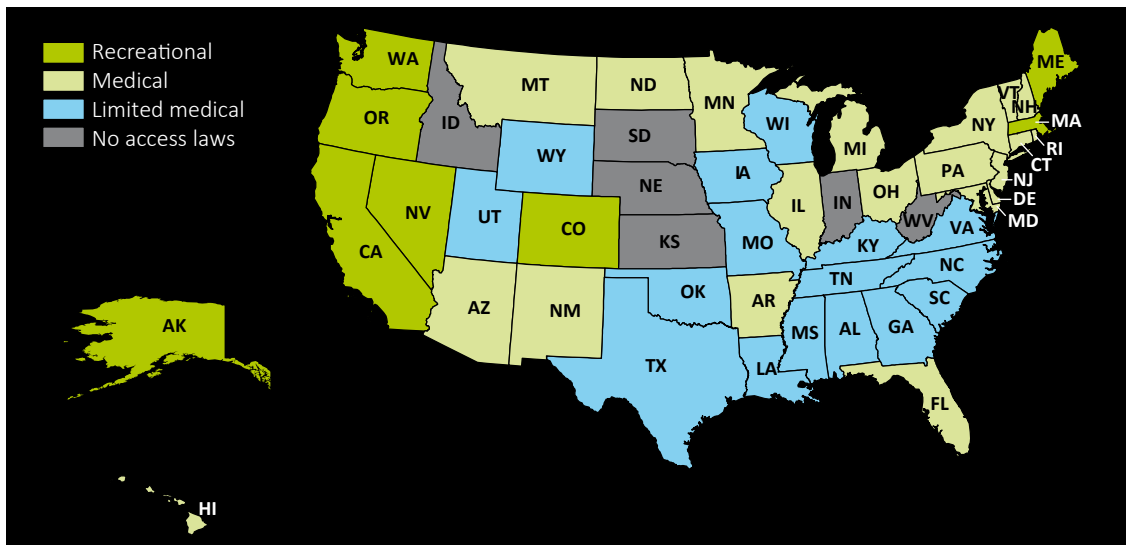 Recreational
Medical
Limited medical
No access laws
WA
MT
ND
MN
ME
VT
NH
OR
ID
SD
WI
NY
MA
MI
RI
WY
IA
PA
CT
NE
NJ
NV
UT
CO
IL
IN
OH
DE
WV
MD
VA
CA
KS
MO
KY
NC
TN
AZ
NM
OK
AR
SC
MS
AL
GA
AK
TX
LA
FL
HI